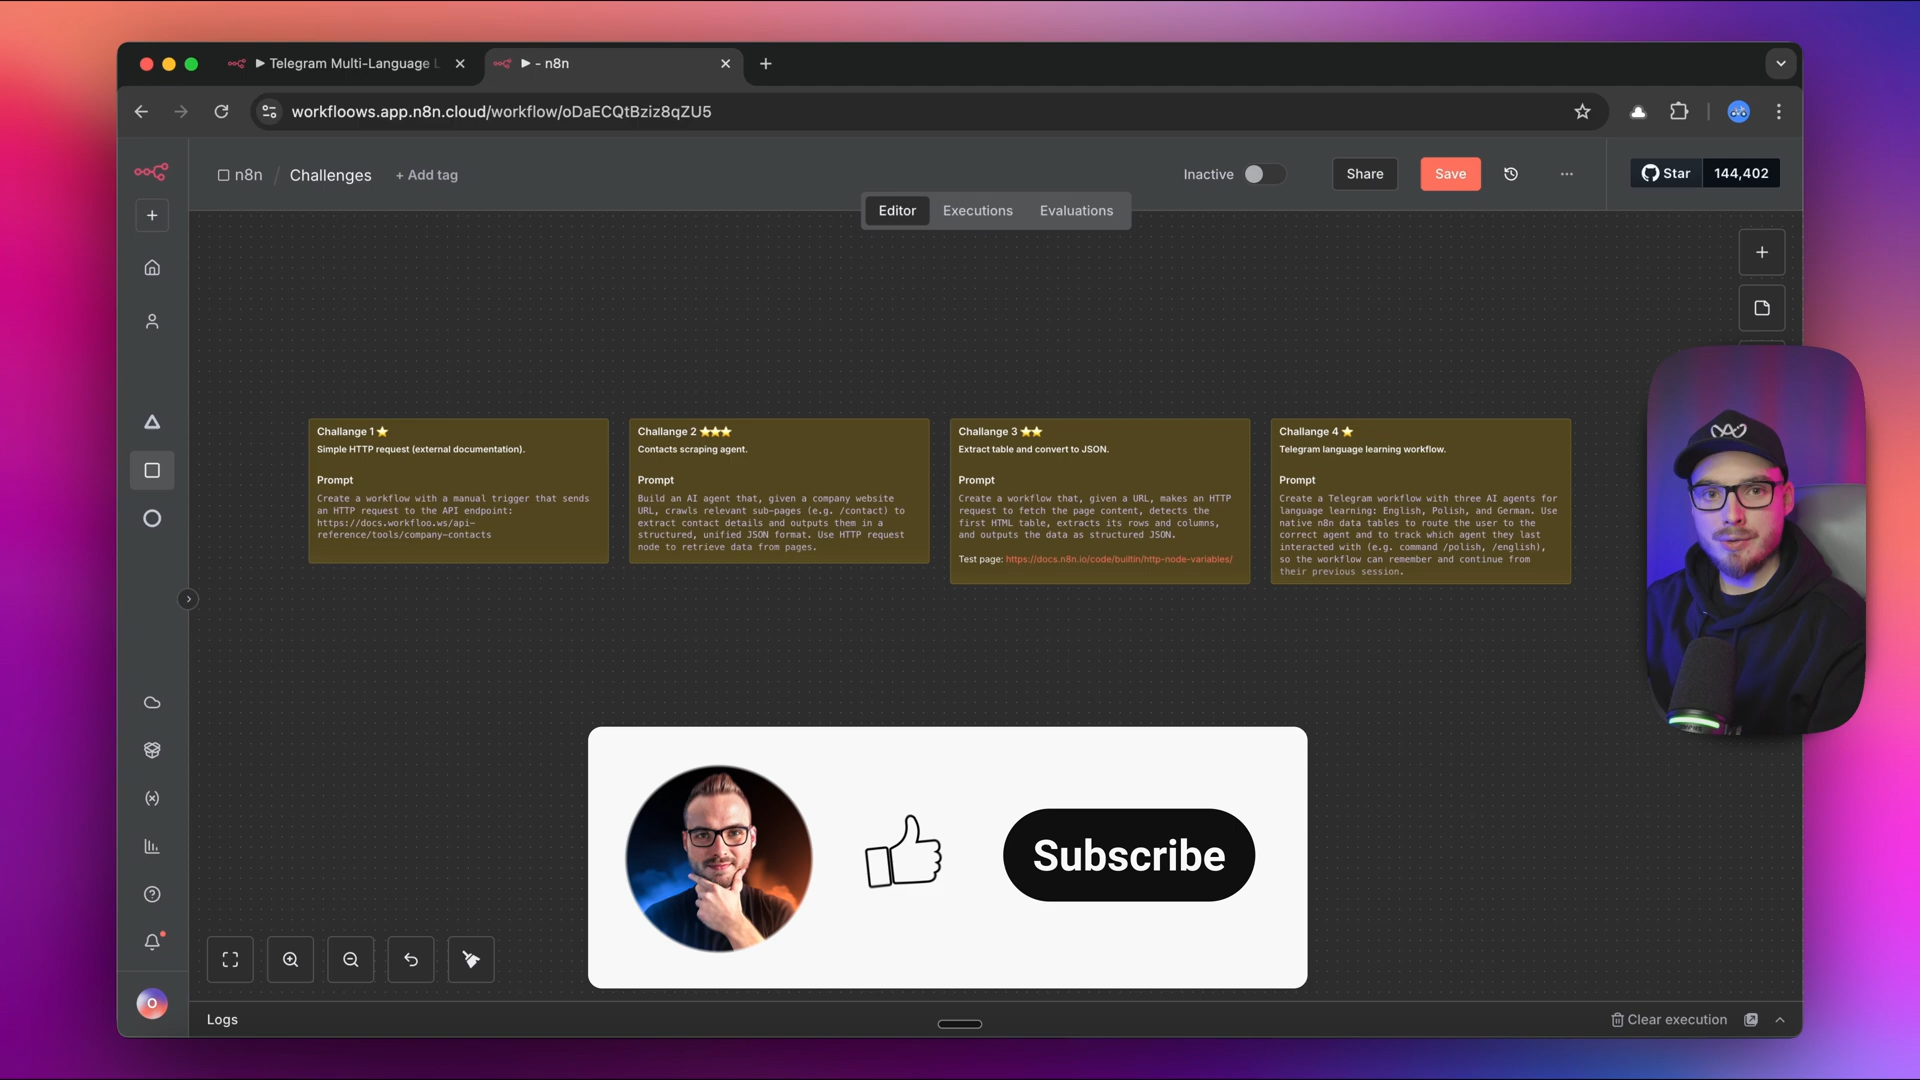 Telegram Multi-Language L
- n8n
workfloows.app.n8n.cloud/workflow/oDaECQtBziz8qZU5
n8n / Challenges + Add tag
Inactive
Share
Save
Star 144,402
Editor Executions Evaluations
Challange 1 ⭐
Simple HTTP request (external documentation).
Prompt
Create a workflow with a manual trigger that sends
an HTTP request to the API endpoint:
https://docs.workfloo.ws/api-
reference/tools/company-contacts
Challange 2 ⭐⭐⭐
Contacts scraping agent.
Prompt
Build an AI agent that, given a company website
URL, crawls relevant sub-pages (e.g. /contact) to
extract contact details and outputs them in a
structured, unified JSON format. Use HTTP request
node to retrieve data from pages.
Challange 3 ⭐⭐
Extract table and convert to JSON.
Prompt
Create a workflow that, given a URL, makes an HTTP
request to fetch the page content, detects the
first HTML table, extracts its rows and columns,
and outputs the data as structured JSON.
Test page: https://docs.n8n.io/code/builtin/http-node-variables/
Challange 4 ⭐
Telegram language learning workflow.
Prompt
Create a Telegram workflow with three AI agents for
language learning: English, Polish, and German. Use
native n8n data tables to route the user to the
correct agent and to track which agent they last
interacted with (e.g. command /polish, /english),
so the workflow can remember and continue from
their previous session.
Subscribe
O
Logs
Clear execution